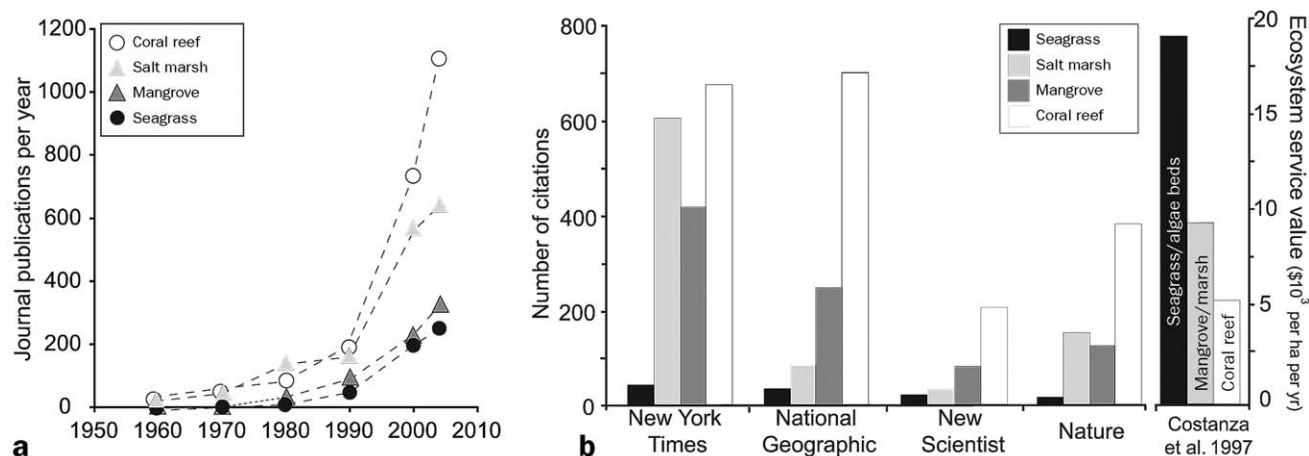 Journal publications per year
1200
1000
800
600
400
200
0
1950 1960 1970 1980 1990 2000 2010
Coral reef
Salt marsh
Mangrove
Seagrass
a
Number of citations
800
600
400
200
0
Seagrass
Salt marsh
Mangrove
Coral reef
New York
Times
National
Geographic
New
Scientist
Nature
Costanza
et al. 1997
Seagrass/algae beds
Mangrove/marsh
Coral reef
20
15
10
5
0
Ecosystem service value ($10³ per ha per yr)
b